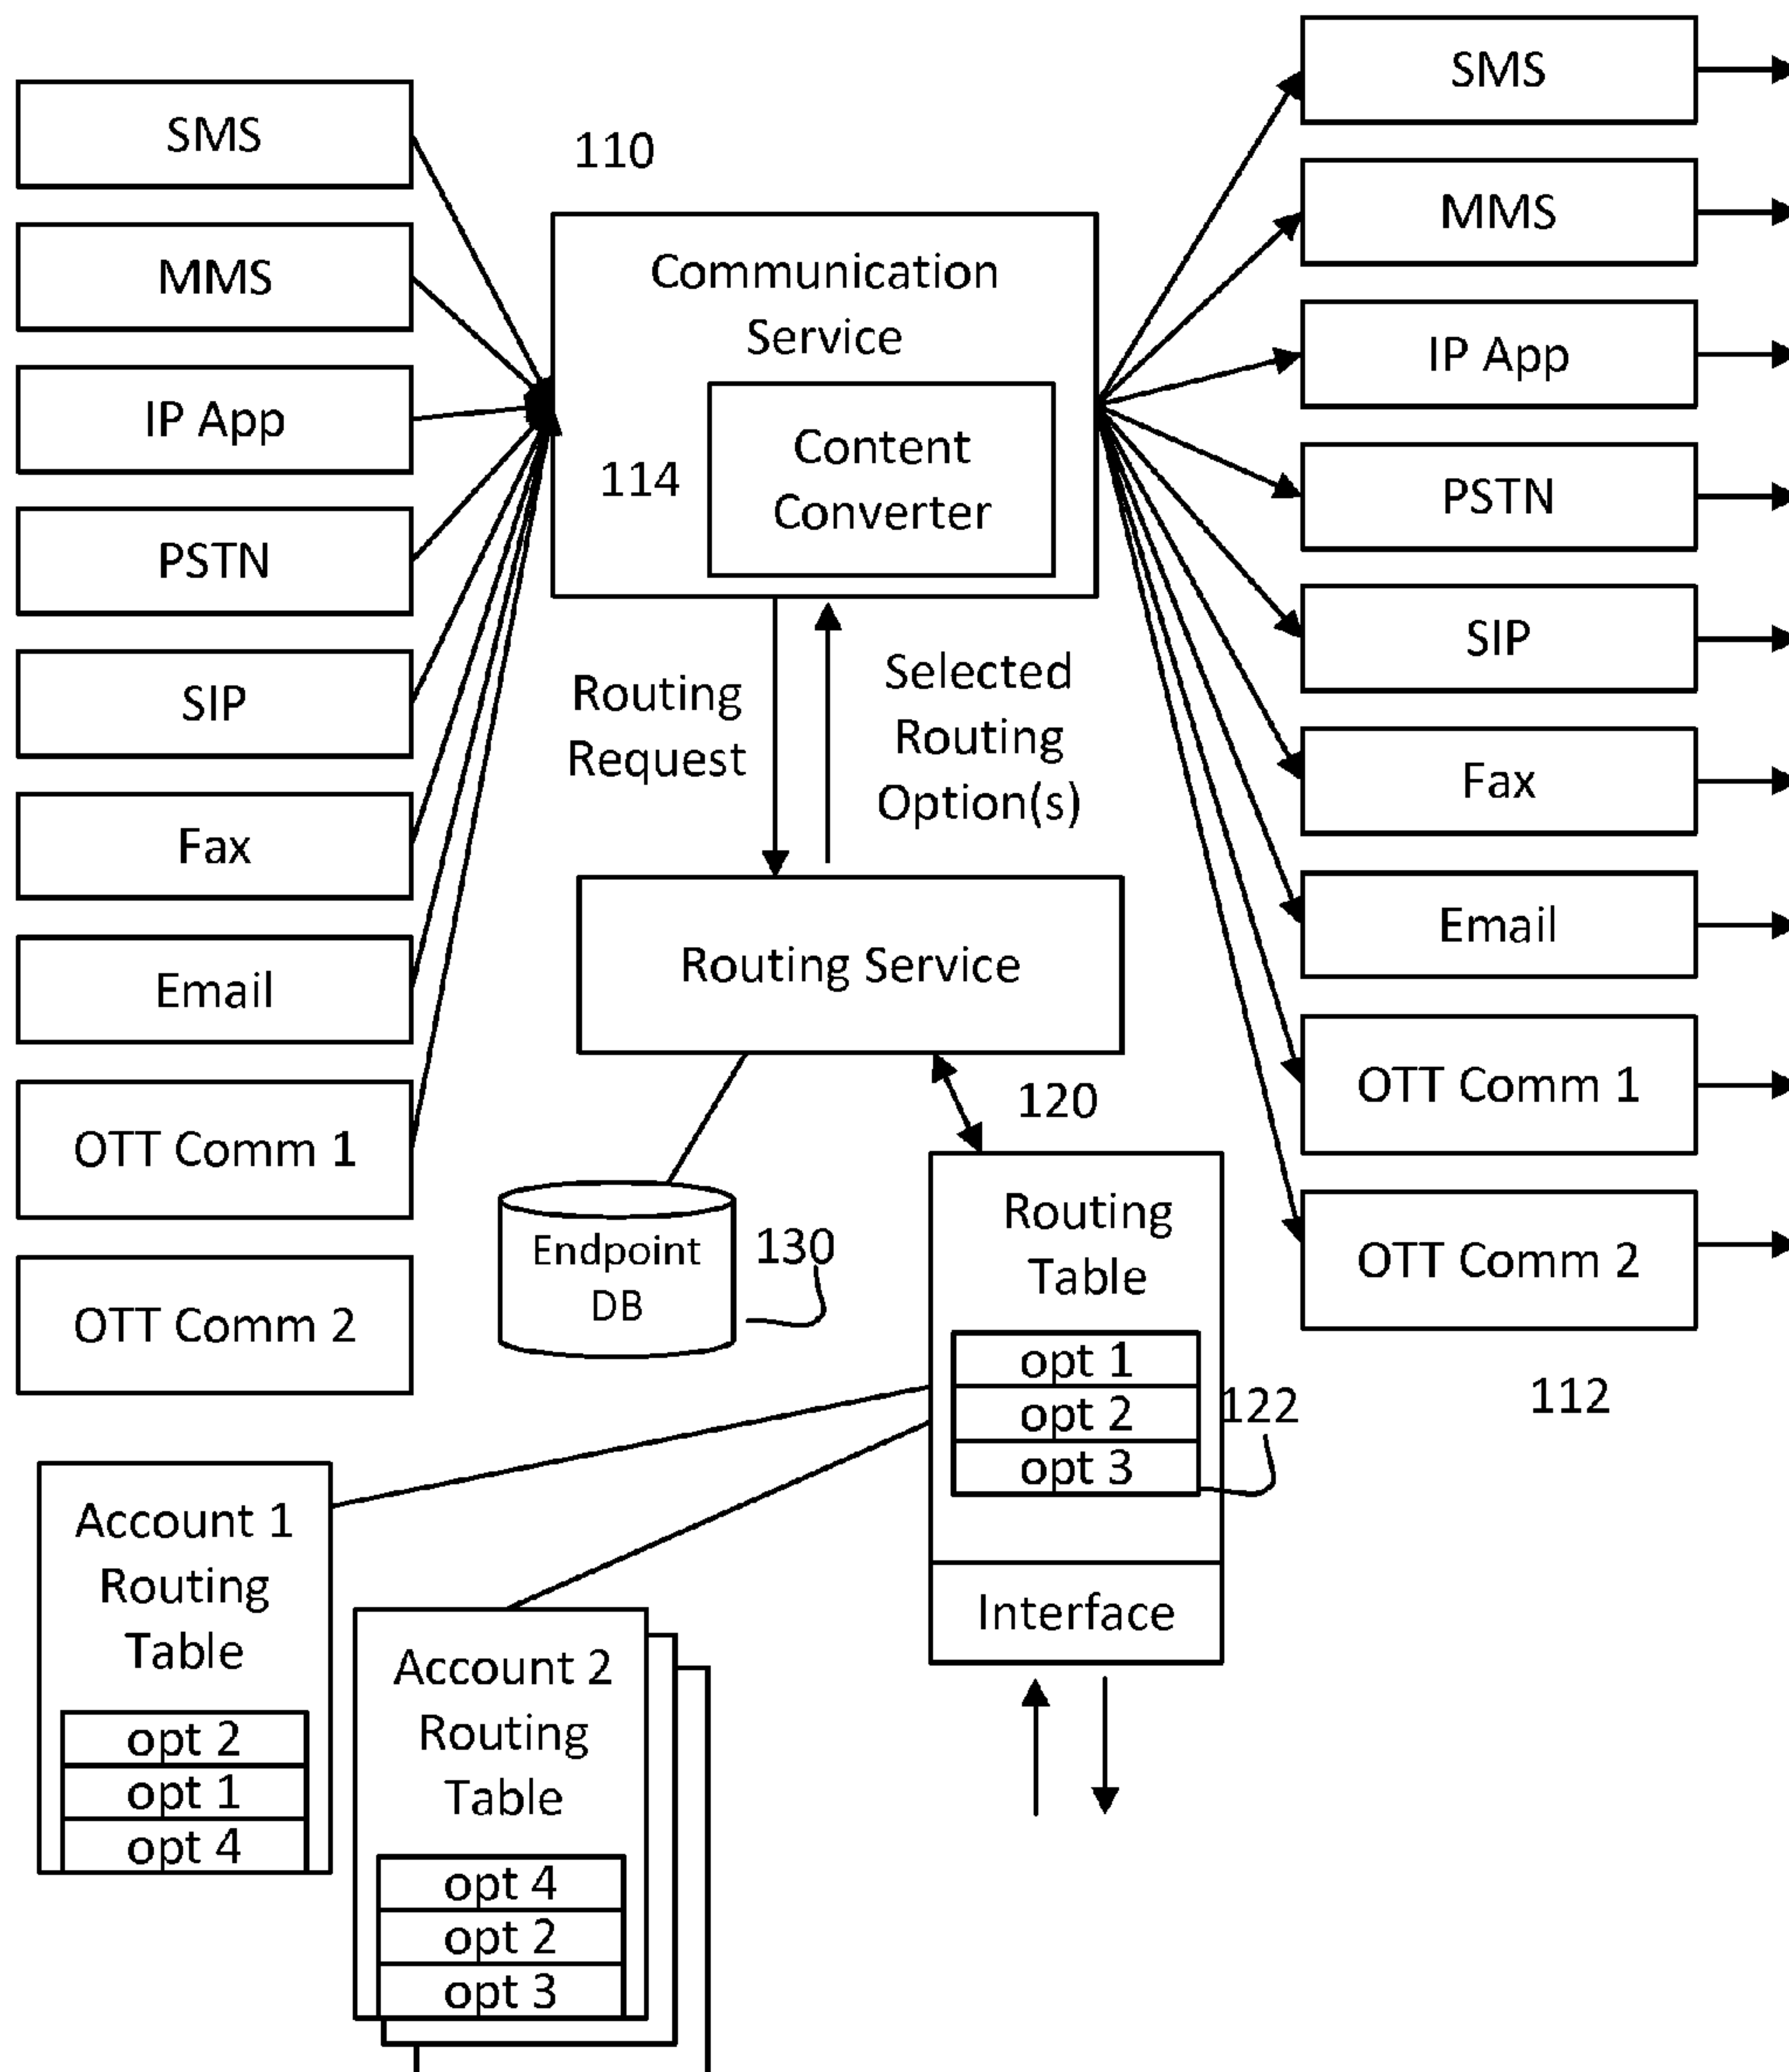 SMS
MMS
IP App
PSTN
SIP
Fax
Email
OTT Comm 1
OTT Comm 2
110
Communication
Service
114
Content
Converter
Routing
Request
Selected
Routing
Option(s)
Routing Service
120
Endpoint
DB
130
Routing
Table
opt 1
opt 2
opt 3
122
Interface
SMS
MMS
IP App
PSTN
SIP
Fax
Email
OTT Comm 1
OTT Comm 2
112
Account 1
Routing
Table
opt 2
opt 1
opt 4
Account 2
Routing
Table
opt 4
opt 2
opt 3